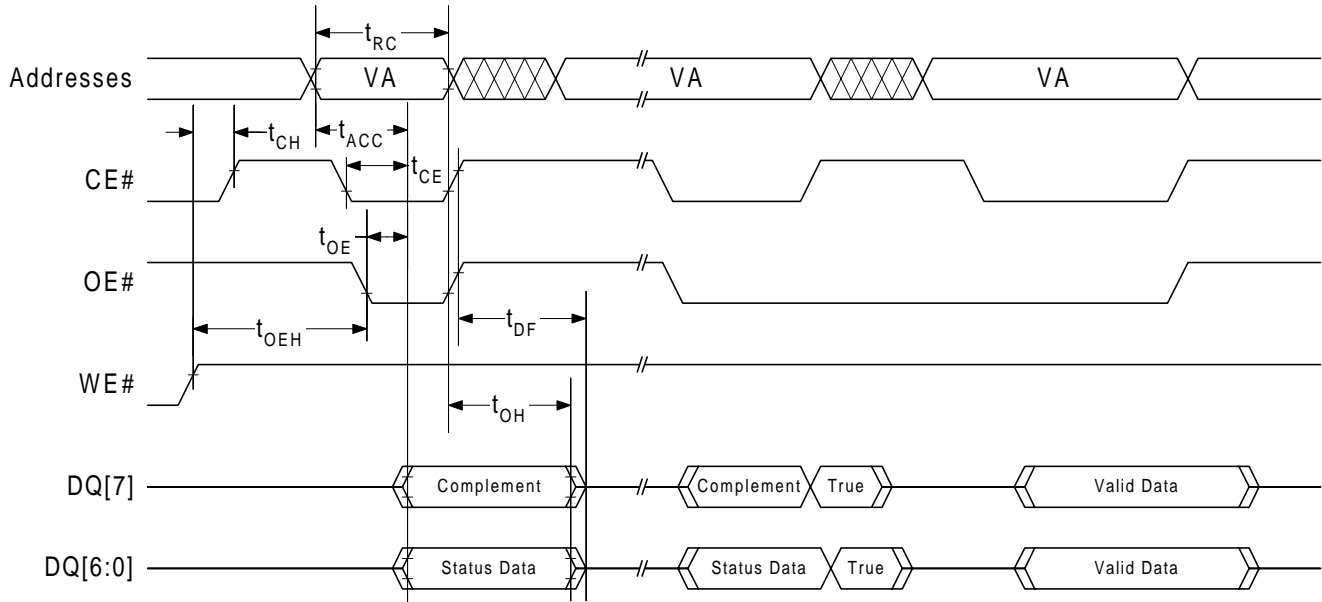 t_RC
Addresses VA VA VA
t_CH t_ACC
CE# t_CE
t_OE
OE#
t_OEH t_DF
WE#
t_OH
DQ[7] Complement Complement True Valid Data
DQ[6:0] Status Data Status Data True Valid Data